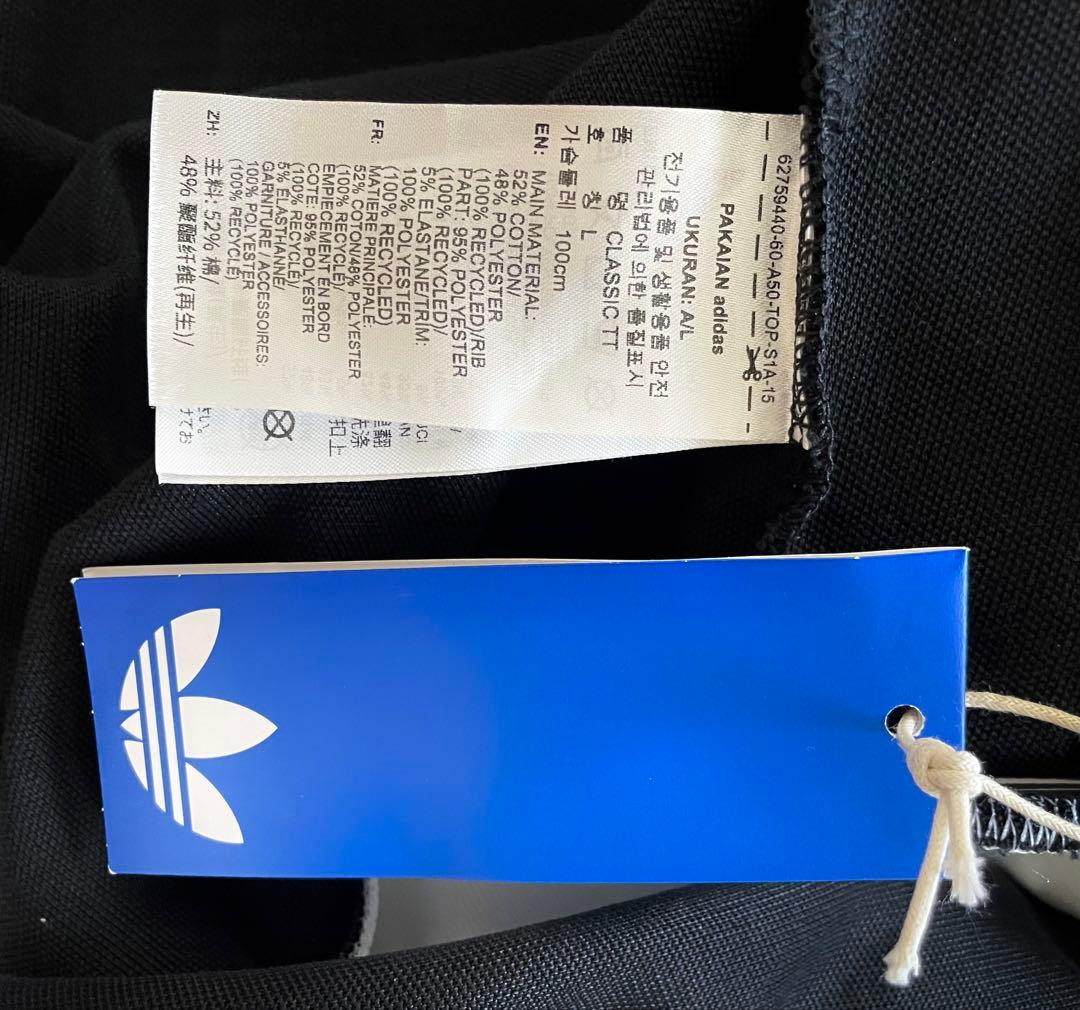 62759440-60-A50-TOP-S1A-15
PAKAIAN adidas
UKURAN: A/L
전기용품 및 생활용품 안전
관리법에 의한 품질표시
품 명 CLASSIC TT
호 칭 L
가슴둘레 100cm
EN: MAIN MATERIAL:
52% COTTON/
48% POLYESTER
(100% RECYCLED)/RIB
PART: 95% POLYESTER
(100% RECYCLED)/
5% ELASTANE/TRIM:
100% POLYESTER
(100% RECYCLED)
FR: MATIERE PRINCIPALE:
52% COTON/48% POLYESTER
(100% RECYCLE)/
EMPIECEMENT EN BORD
COTE: 95% POLYESTER
(100% RECYCLE)/
5% ELASTHANNE/
GARNITURE / ACCESSOIRES:
100% POLYESTER
(100% RECYCLE)
ZH: 主料: 52% 棉/
48% 聚酯纤维(再生)/
扣上